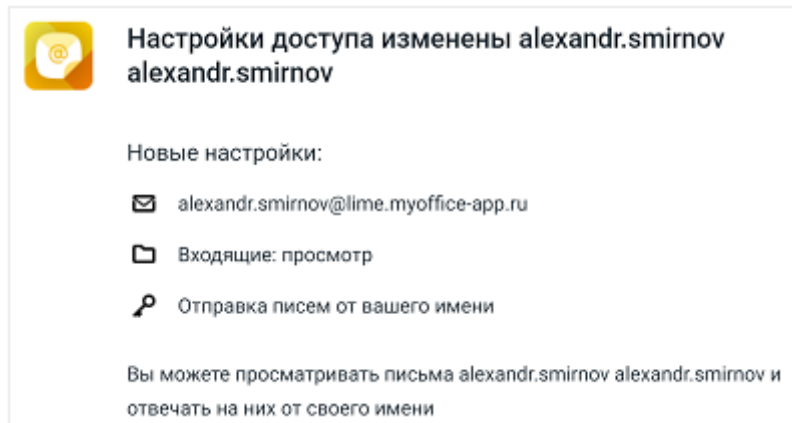 Настройки доступа изменены alexandr.smirnov
alexandr.smirnov
Новые настройки:
alexandr.smirnov@lime.myoffice-app.ru
Входящие: просмотр
Отправка писем от вашего имени
Вы можете просматривать письма alexandr.smirnov alexandr.smirnov и
отвечать на них от своего имени